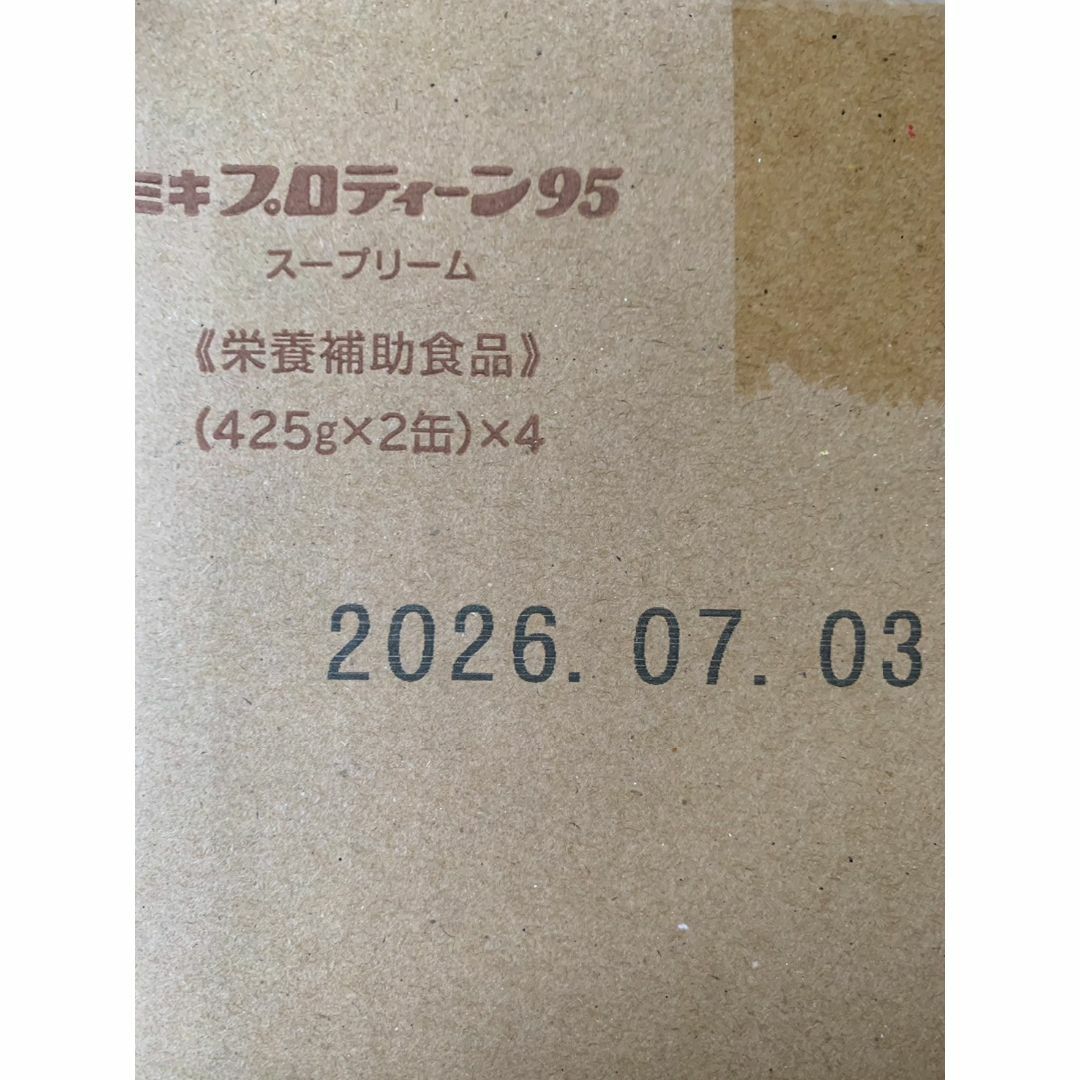 ミキプロティーン95
スープリーム
《栄養補助食品》
(425g×2缶)×4
2026.07.03